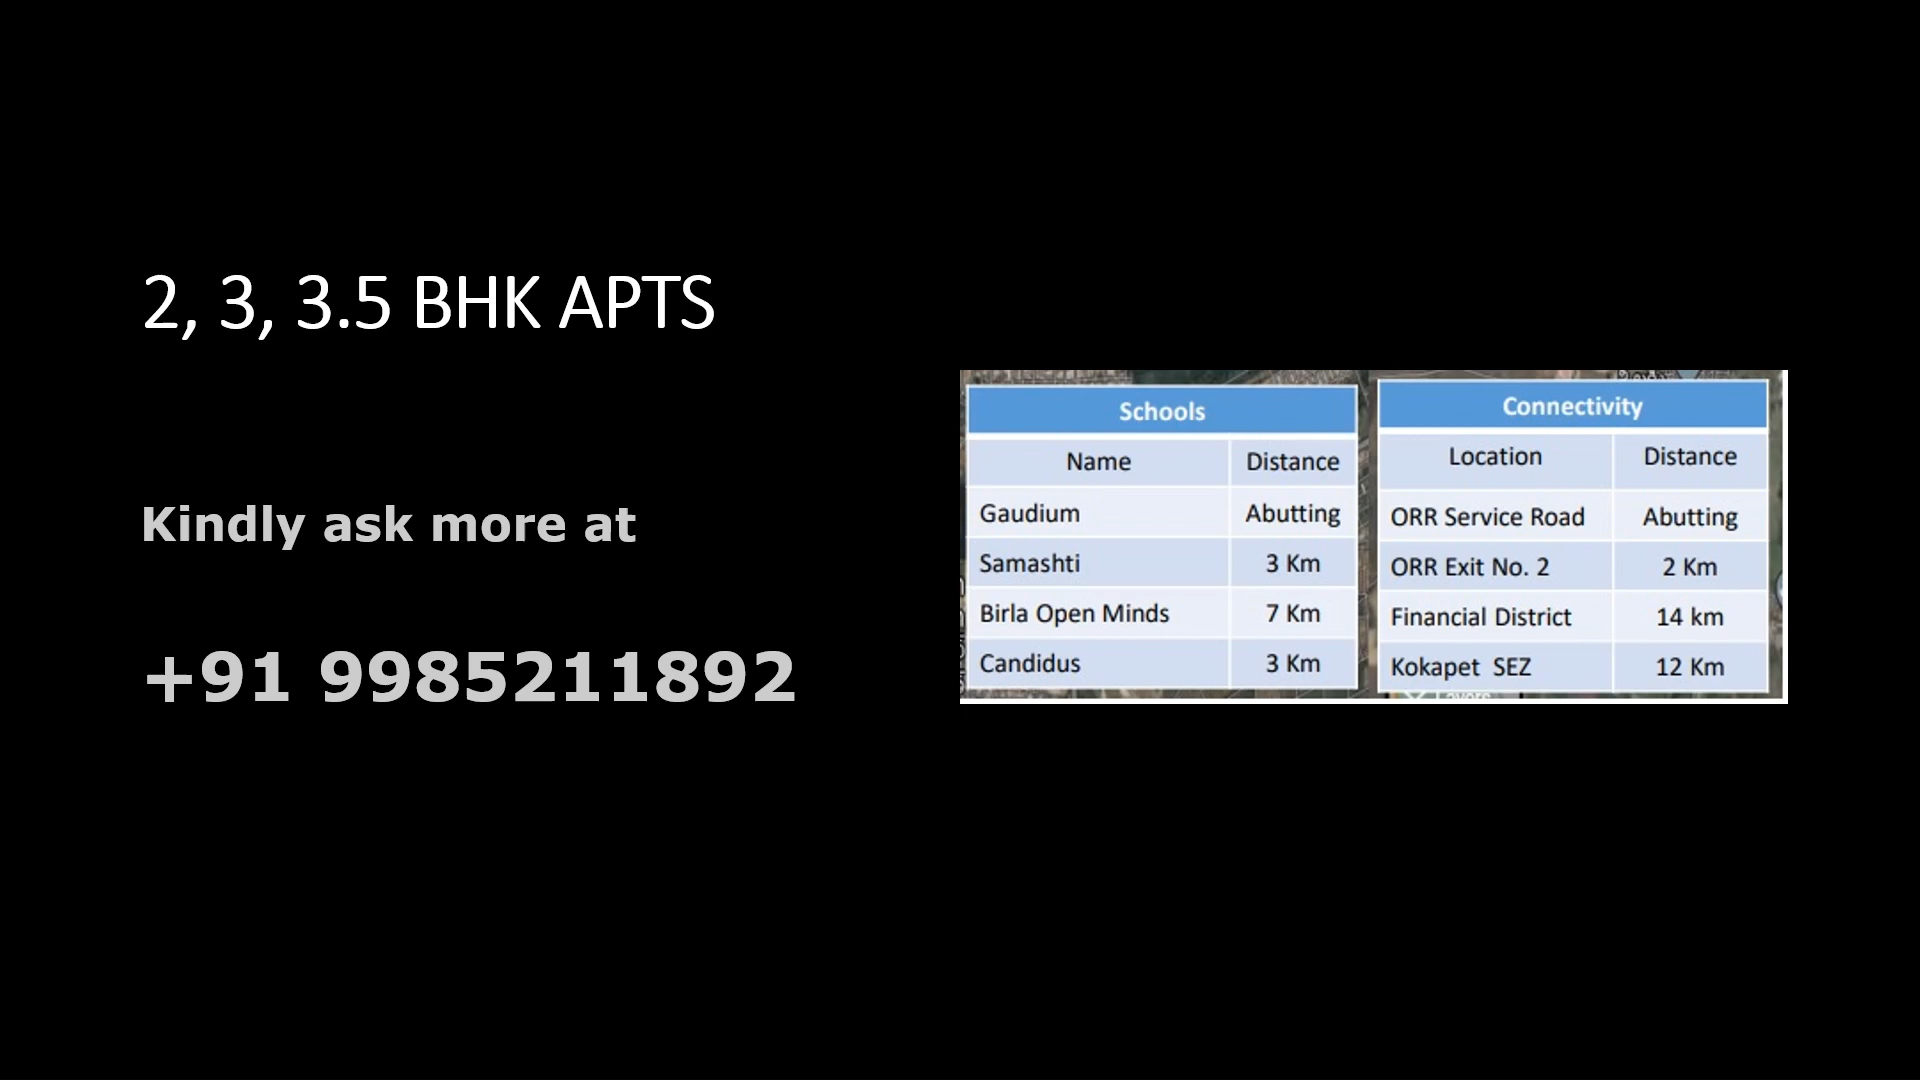 2, 3, 3.5 BHK APTS
Kindly ask more at
+91 9985211892
Schools
Name Distance
Gaudium Abutting
Samashti 3 Km
Birla Open Minds 7 Km
Candidus 3 Km
Connectivity
Location Distance
ORR Service Road Abutting
ORR Exit No. 2 2 Km
Financial District 14 km
Kokapet SEZ 12 Km